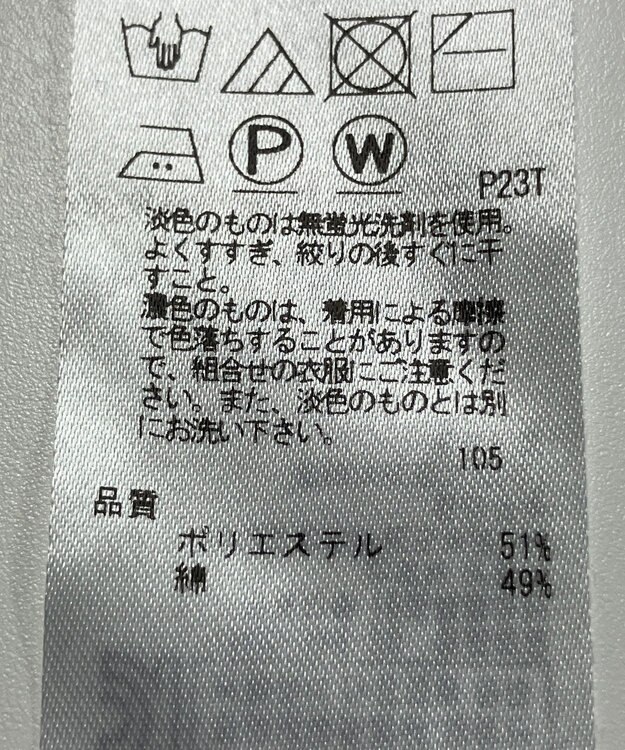 P
W
P23T
淡色のものは無蛍光洗剤を使用。
よくすすぎ、絞りの後すぐに干
すこと。
濃色のものは、着用による摩擦
で色落ちすることがありますの
で、組合せの衣服にご注意くだ
さい。また、淡色のものとは別
にお洗い下さい。
105
品質
ポリエステル 51%
綿 49%